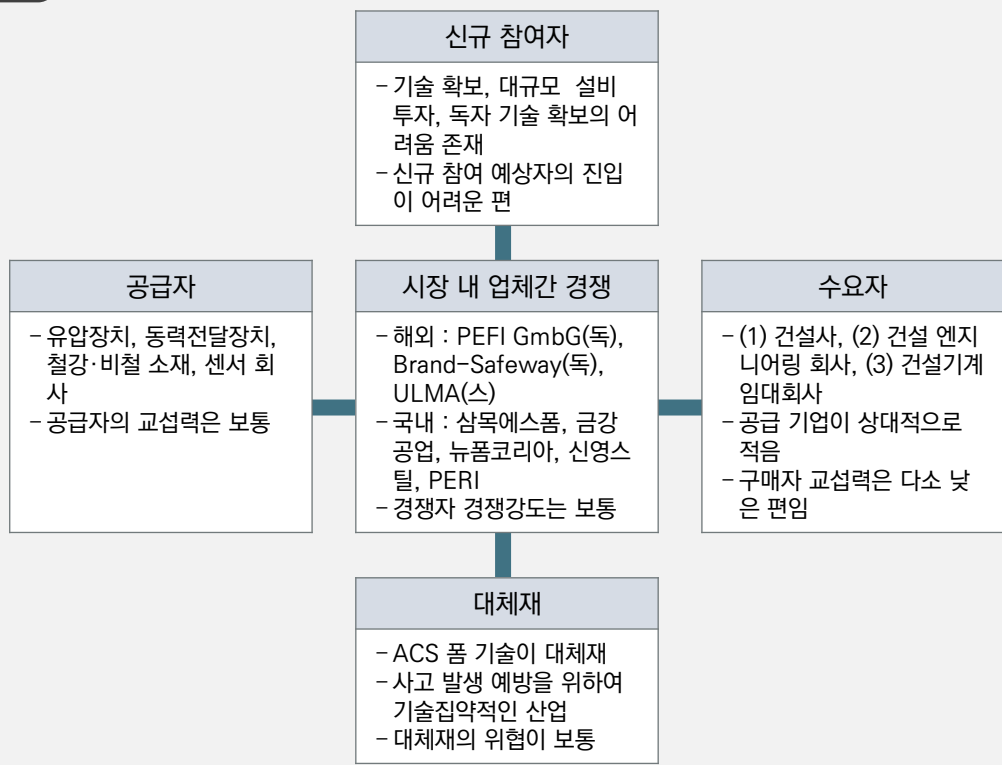 신규 참여자
- 기술 확보, 대규모 설비
투자, 독자 기술 확보의 어
려움 존재
- 신규 참여 예상자의 진입
이 어려운 편
공급자
- 유압장치, 동력전달장치,
철강·비철 소재, 센서 회
사
- 공급자의 교섭력은 보통
시장 내 업체간 경쟁
- 해외 : PEFI GmbG(독),
Brand-Safeway(독),
ULMA(스)
- 국내 : 삼목에스폼, 금강
공업, 뉴폼코리아, 신영스
틸, PERI
- 경쟁자 경쟁강도는 보통
수요자
- (1) 건설사, (2) 건설 엔지
니어링 회사, (3) 건설기계
임대회사
- 공급 기업이 상대적으로
적음
- 구매자 교섭력은 다소 낮
은 편임
대체재
- ACS 폼 기술이 대체재
- 사고 발생 예방을 위하여
기술집약적인 산업
- 대체재의 위협이 보통